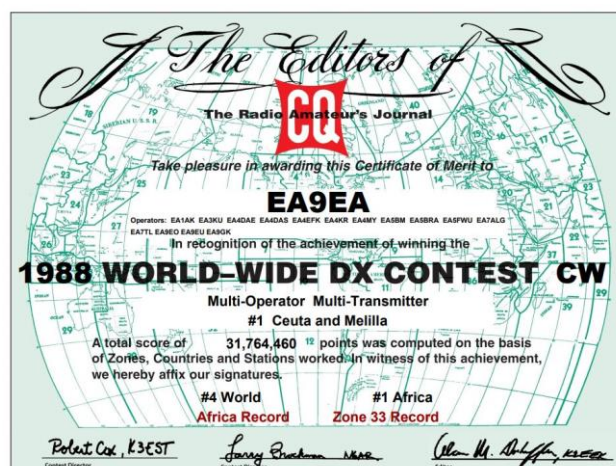 The Editors of
CQ
The Radio Amateur's Journal
Take pleasure in awarding this Certificate of Merit to
EA9EA
Operators: EA1AK EA3KU EA4DAE EA4DAS EA4EFK EA4KR EA4MY EA5BM EA5BRA EA5FWU EA7ALG
EA7TL EA9EO EA9EU EA9GK
In recognition of the achievement of winning the
1988 WORLD–WIDE DX CONTEST CW
Multi-Operator Multi-Transmitter
#1 Ceuta and Melilla
A total score of 31,764,460 points was computed on the basis
of Zones, Countries and Stations worked. In witness of this achievement,
we hereby affix our signatures.
#4 World #1 Africa
Africa Record Zone 33 Record
Robert Cox, K3EST